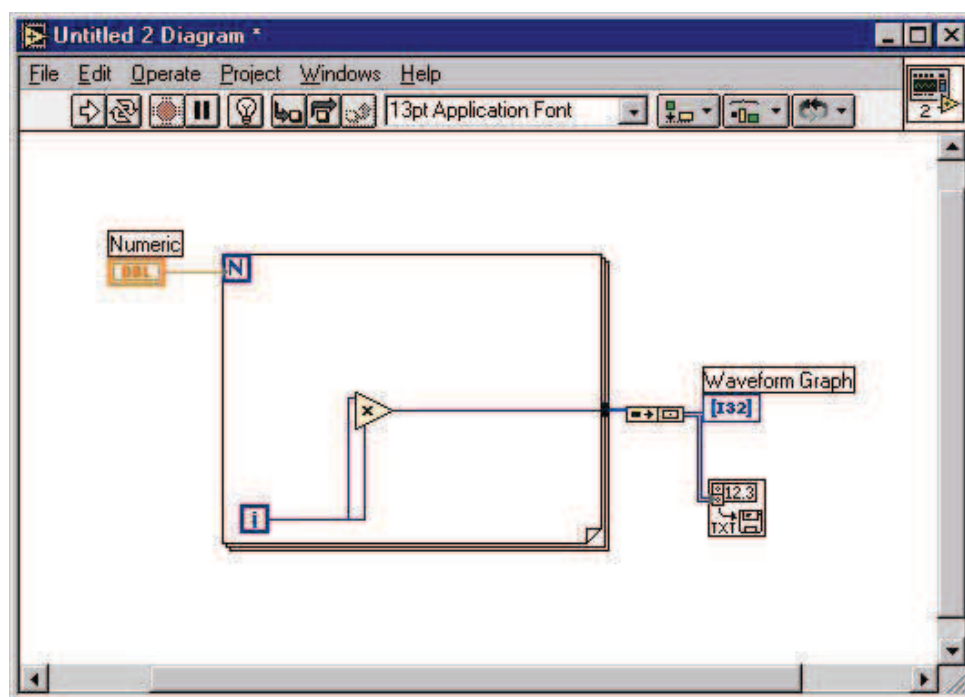 Untitled 2 Diagram *
File Edit Operate Project Windows Help
13pt Application Font
2
Numeric
DBL
N
Waveform Graph
[I32]
x
i
12.3
TXT